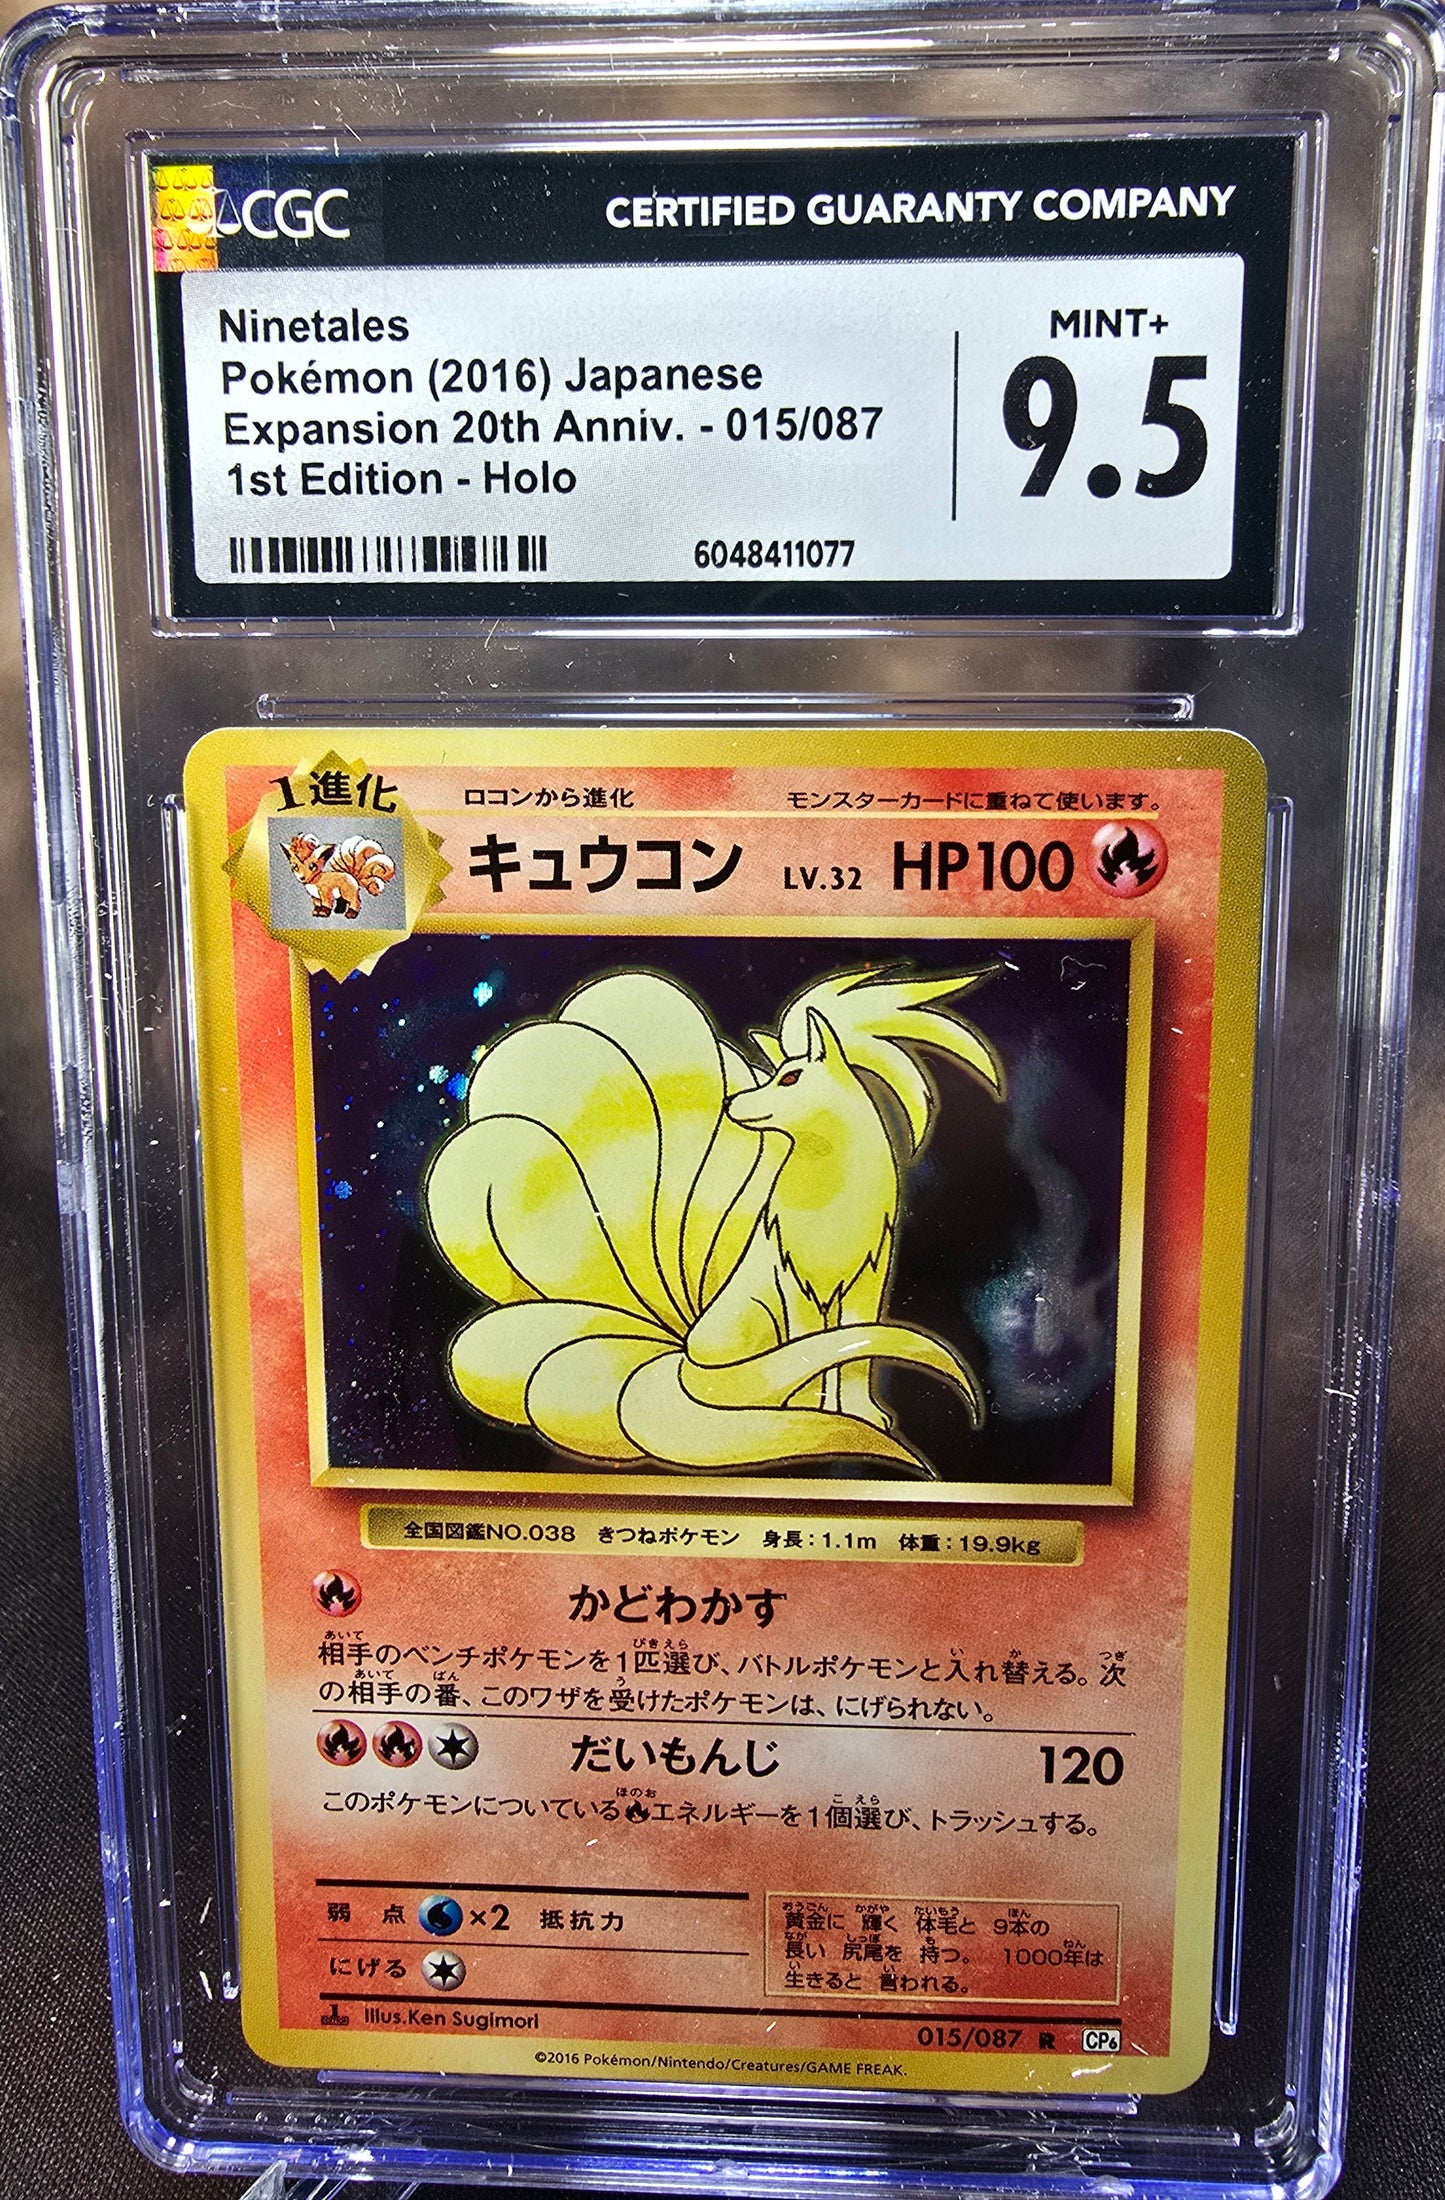 CGC
CERTIFIED GUARANTY COMPANY
Ninetales
Pokémon (2016) Japanese
Expansion 20th Anniv. - 015/087
1st Edition - Holo
6048411077
MINT+
9.5
1進化
ロコンから進化
モンスターカードに重ねて使います。
キュウコン LV.32 HP100
全国図鑑NO.038 きつねポケモン 身長：1.1m 体重：19.9kg
かどわかす
相手のベンチポケモンを1匹選び、バトルポケモンと入れ替える。次
の相手の番、このワザを受けたポケモンは、にげられない。
だいもんじ 120
このポケモンについているエネルギーを1個選び、トラッシュする。
弱点 ×2 抵抗力
にげる
黄金に 輝く 体毛と 9本の
長い 尻尾を 持つ。 1000年は
生きると 言われる。
1 EDITION Illus.Ken Sugimori
015/087 R CP6
©2016 Pokémon/Nintendo/Creatures/GAME FREAK.